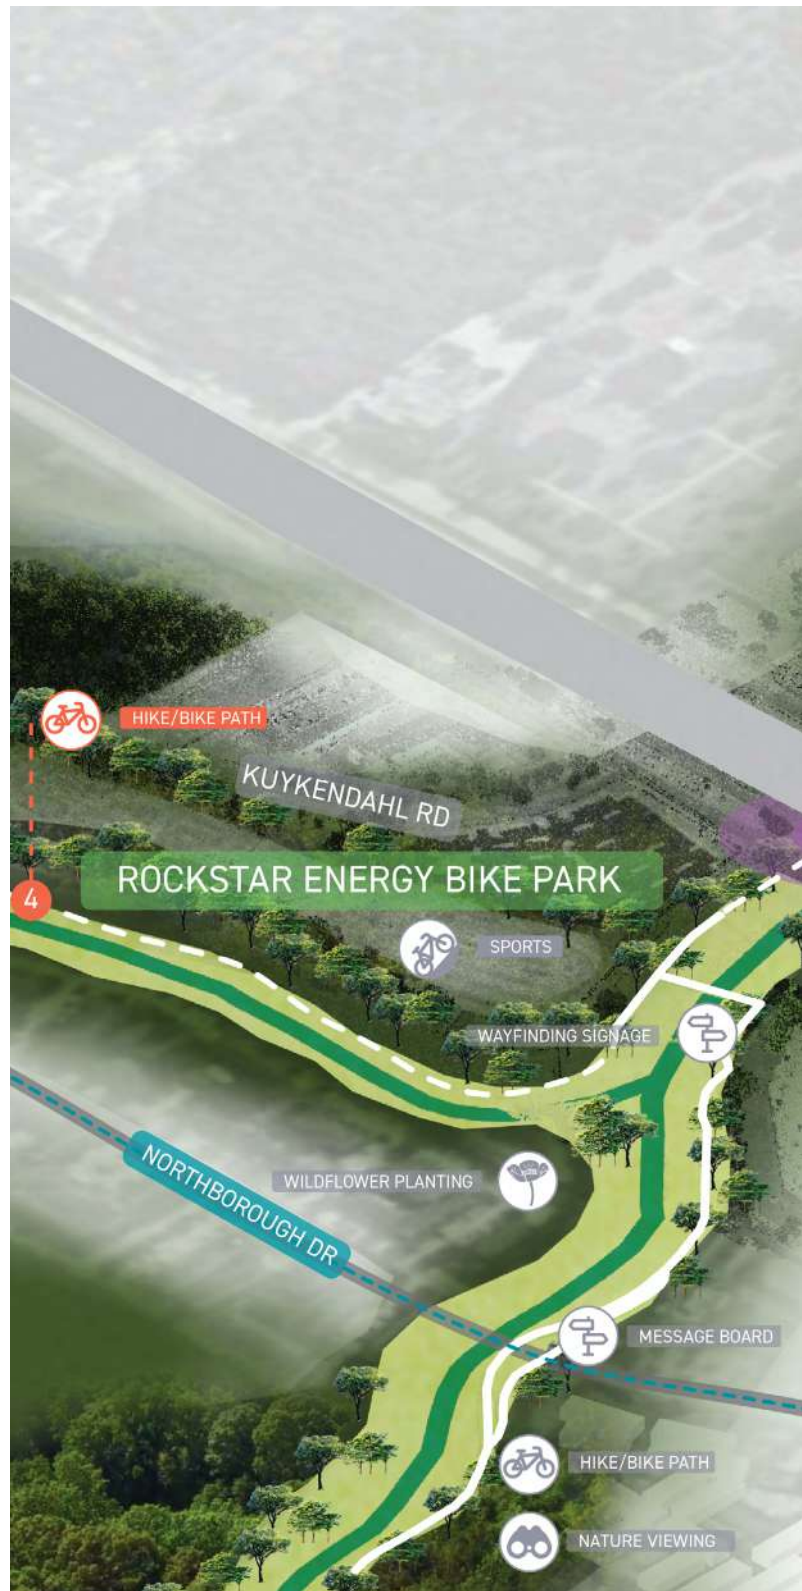 HIKE/BIKE PATH
KUYKENDAHL RD
ROCKSTAR ENERGY BIKE PARK
4
SPORTS
WAYFINDING SIGNAGE
NORTHBOROUGH DR
WILDFLOWER PLANTING
MESSAGE BOARD
HIKE/BIKE PATH
NATURE VIEWING